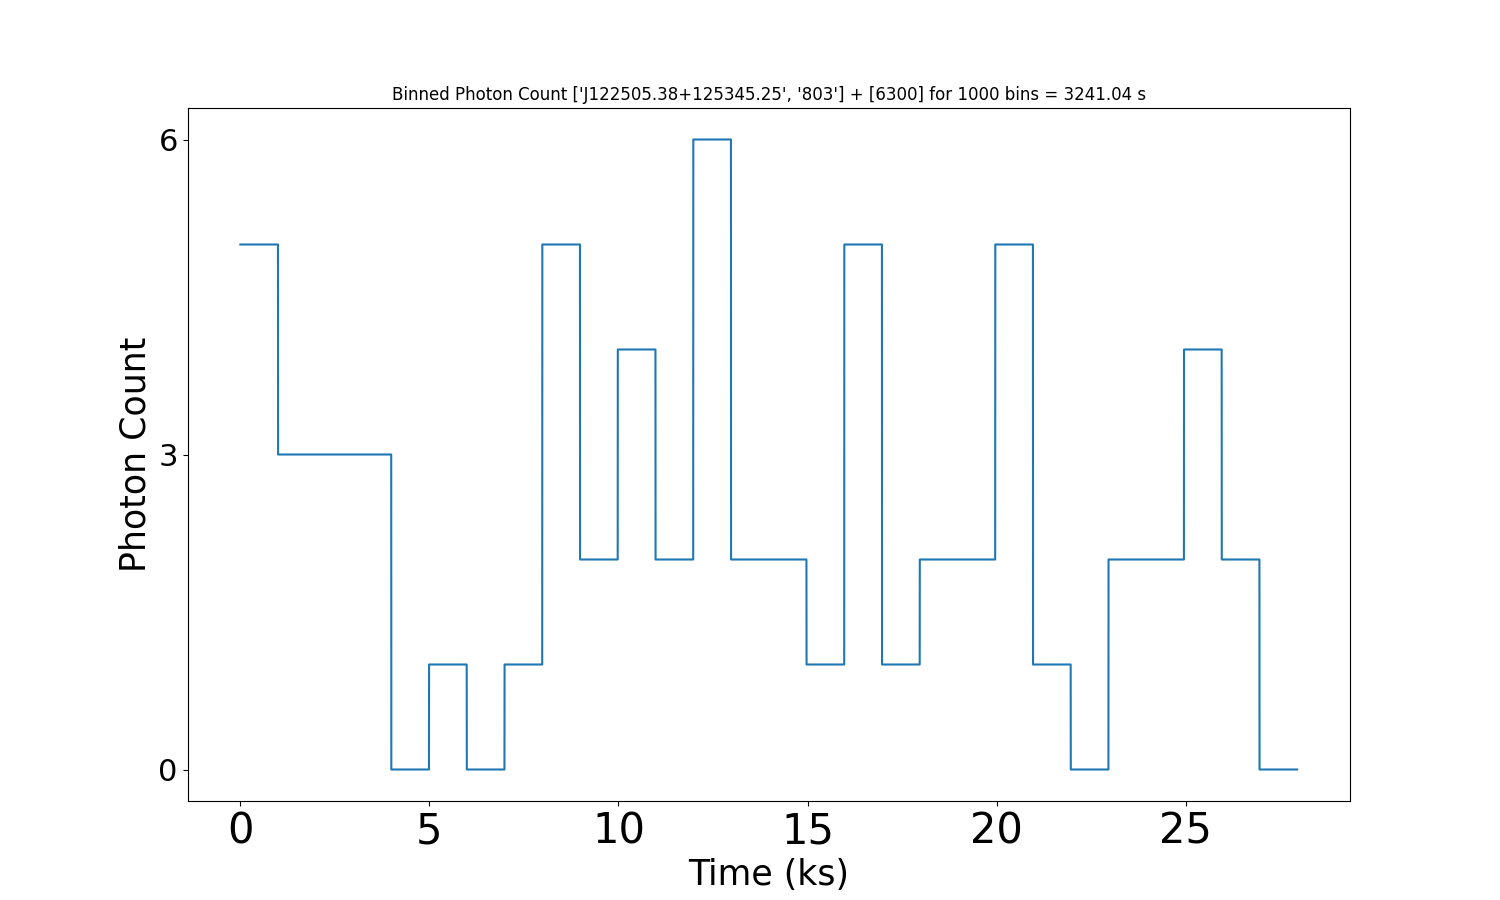 Binned Photon Count ['J122505.38+125345.25', '803'] + [6300] for 1000 bins = 3241.04 s
6
3
0
Photon Count
0 5 10 15 20 25
Time (ks)